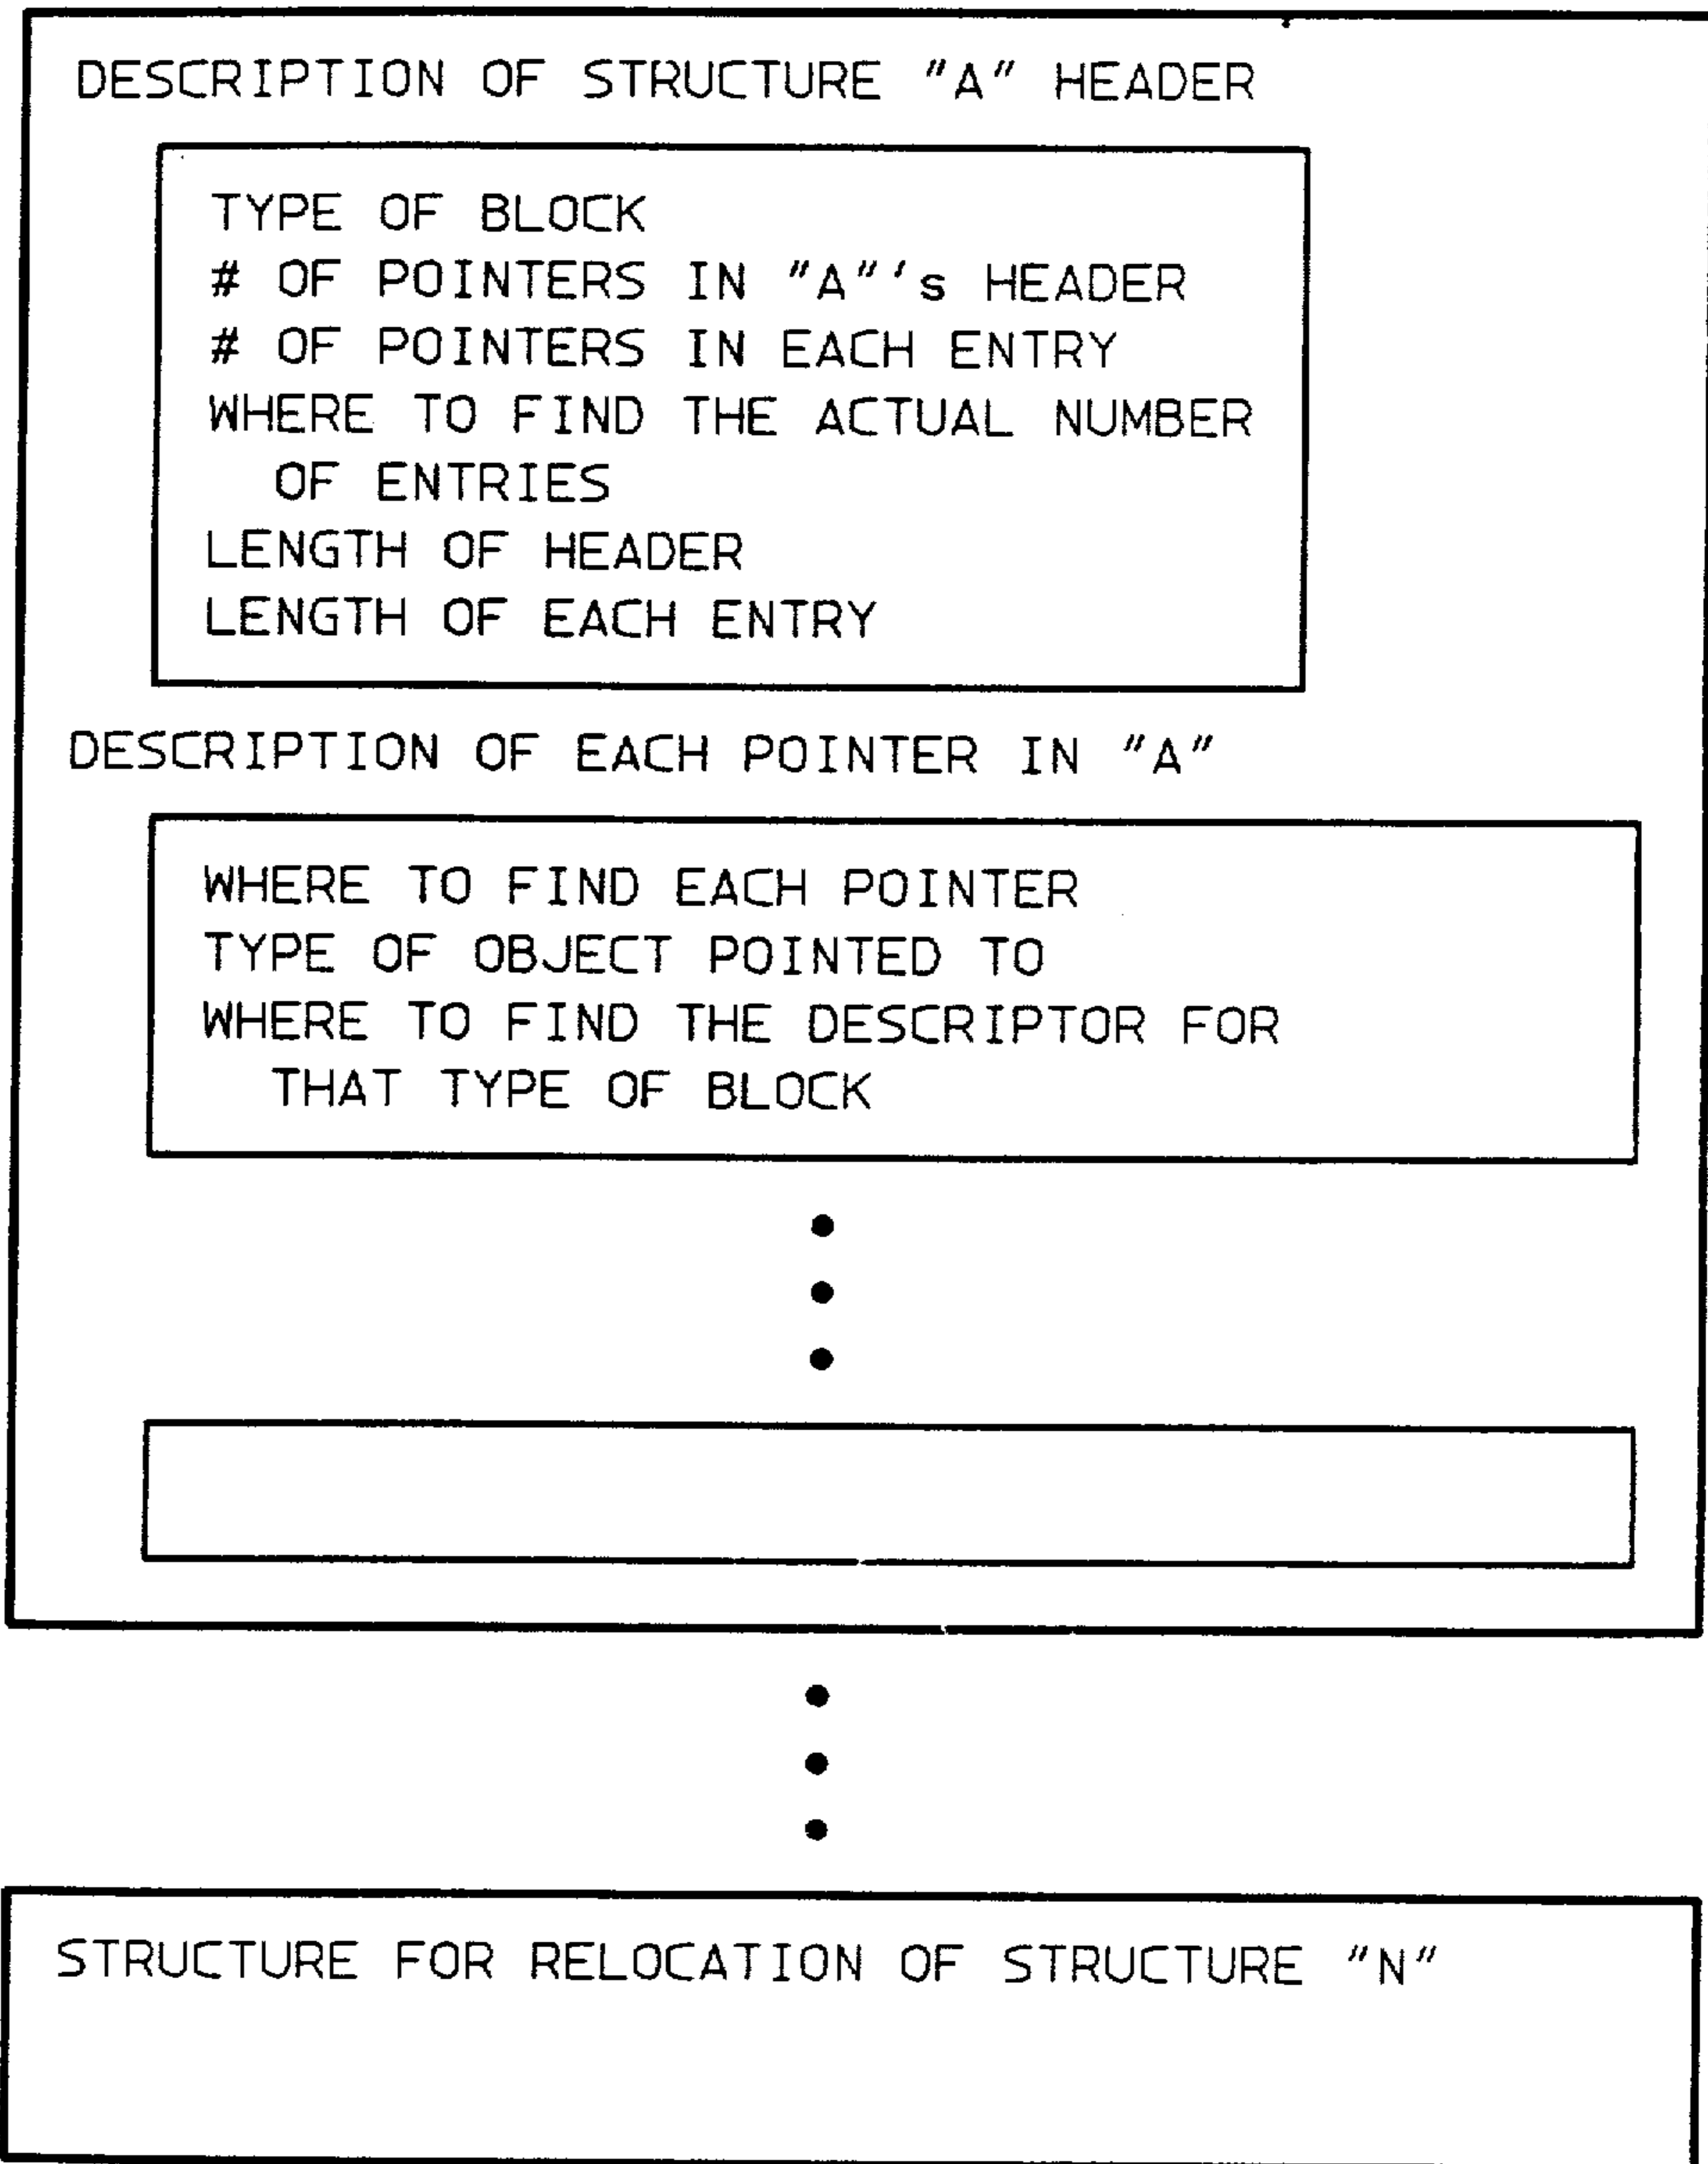 DESCRIPTION OF STRUCTURE "A" HEADER
TYPE OF BLOCK
# OF POINTERS IN "A"'s HEADER
# OF POINTERS IN EACH ENTRY
WHERE TO FIND THE ACTUAL NUMBER
OF ENTRIES
LENGTH OF HEADER
LENGTH OF EACH ENTRY
DESCRIPTION OF EACH POINTER IN "A"
WHERE TO FIND EACH POINTER
TYPE OF OBJECT POINTED TO
WHERE TO FIND THE DESCRIPTOR FOR
THAT TYPE OF BLOCK
STRUCTURE FOR RELOCATION OF STRUCTURE "N"